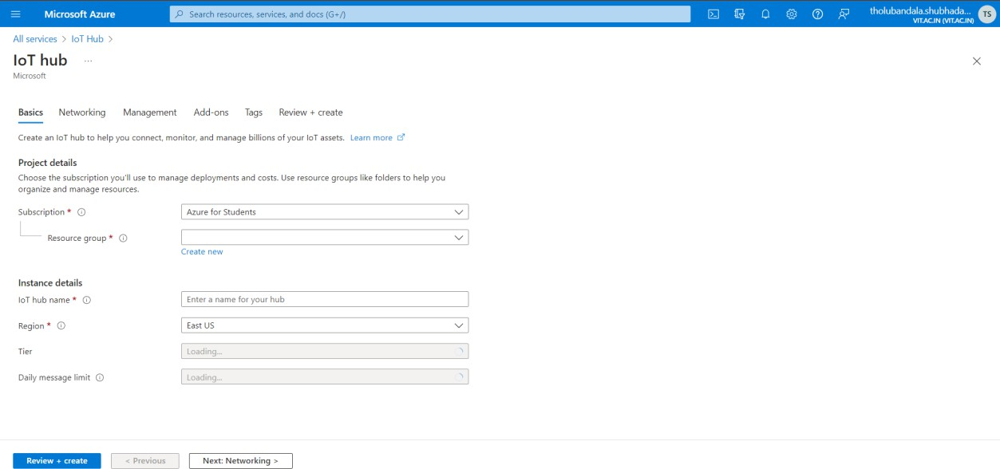 Microsoft Azure
Search resources, services, and docs (G+/)
tholubandala.shubhada...
VIT.AC.IN (VIT.AC.IN)
TS
All services > IoT Hub >
IoT hub ...
Microsoft
Basics Networking Management Add-ons Tags Review + create
Create an IoT hub to help you connect, monitor, and manage billions of your IoT assets. Learn more
Project details
Choose the subscription you'll use to manage deployments and costs. Use resource groups like folders to help you
organize and manage resources.
Subscription * Azure for Students
Resource group *
Create new
Instance details
IoT hub name * Enter a name for your hub
Region * East US
Tier Loading...
Daily message limit Loading...
Review + create < Previous Next: Networking >